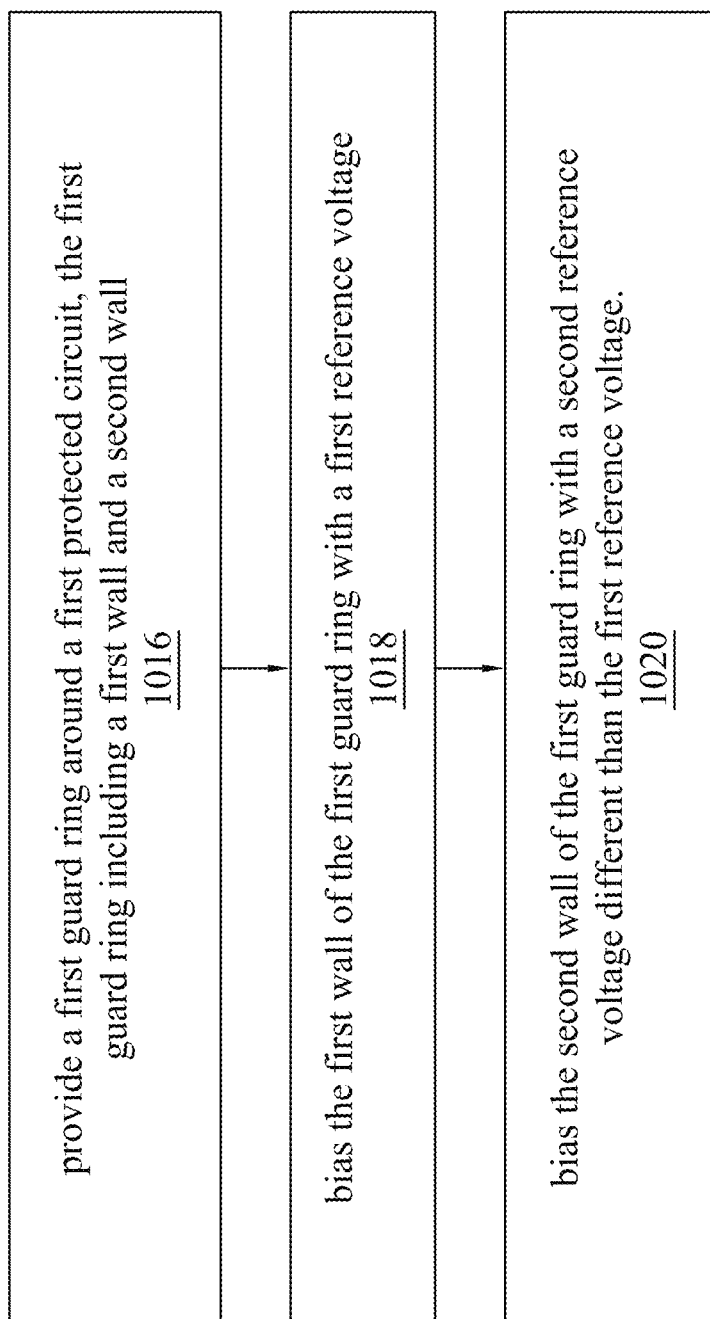 provide a first guard ring around a first protected circuit, the first
guard ring including a first wall and a second wall
1016
bias the first wall of the first guard ring with a first reference voltage
1018
bias the second wall of the first guard ring with a second reference
voltage different than the first reference voltage.
1020